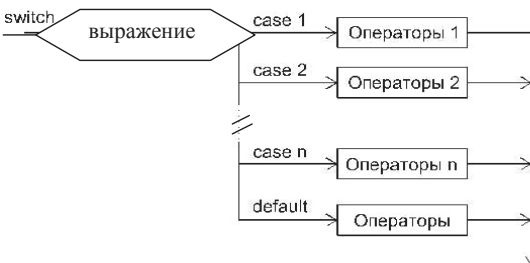 switch
выражение
case 1
Операторы 1
case 2
Операторы 2
case n
Операторы n
default
Операторы